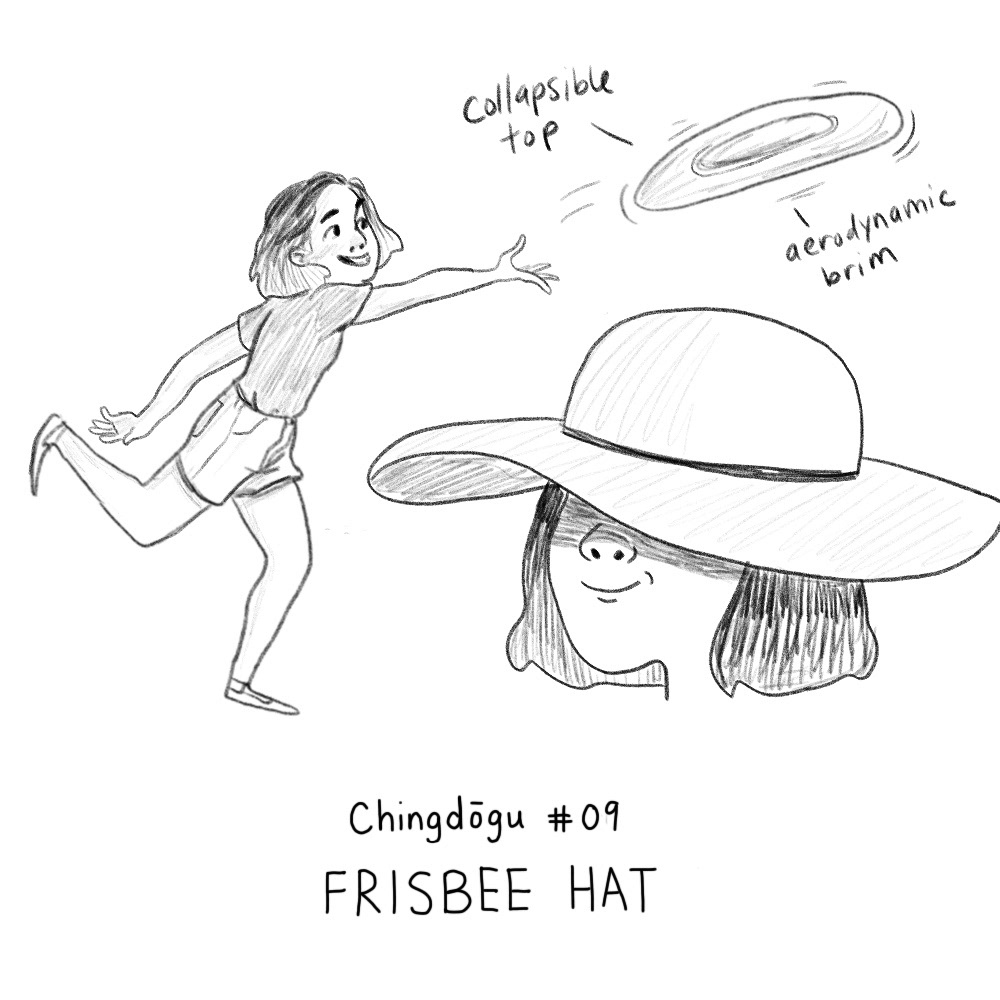 collapsible
top
aerodynamic
brim
Chingdōgu #09
FRISBEE HAT